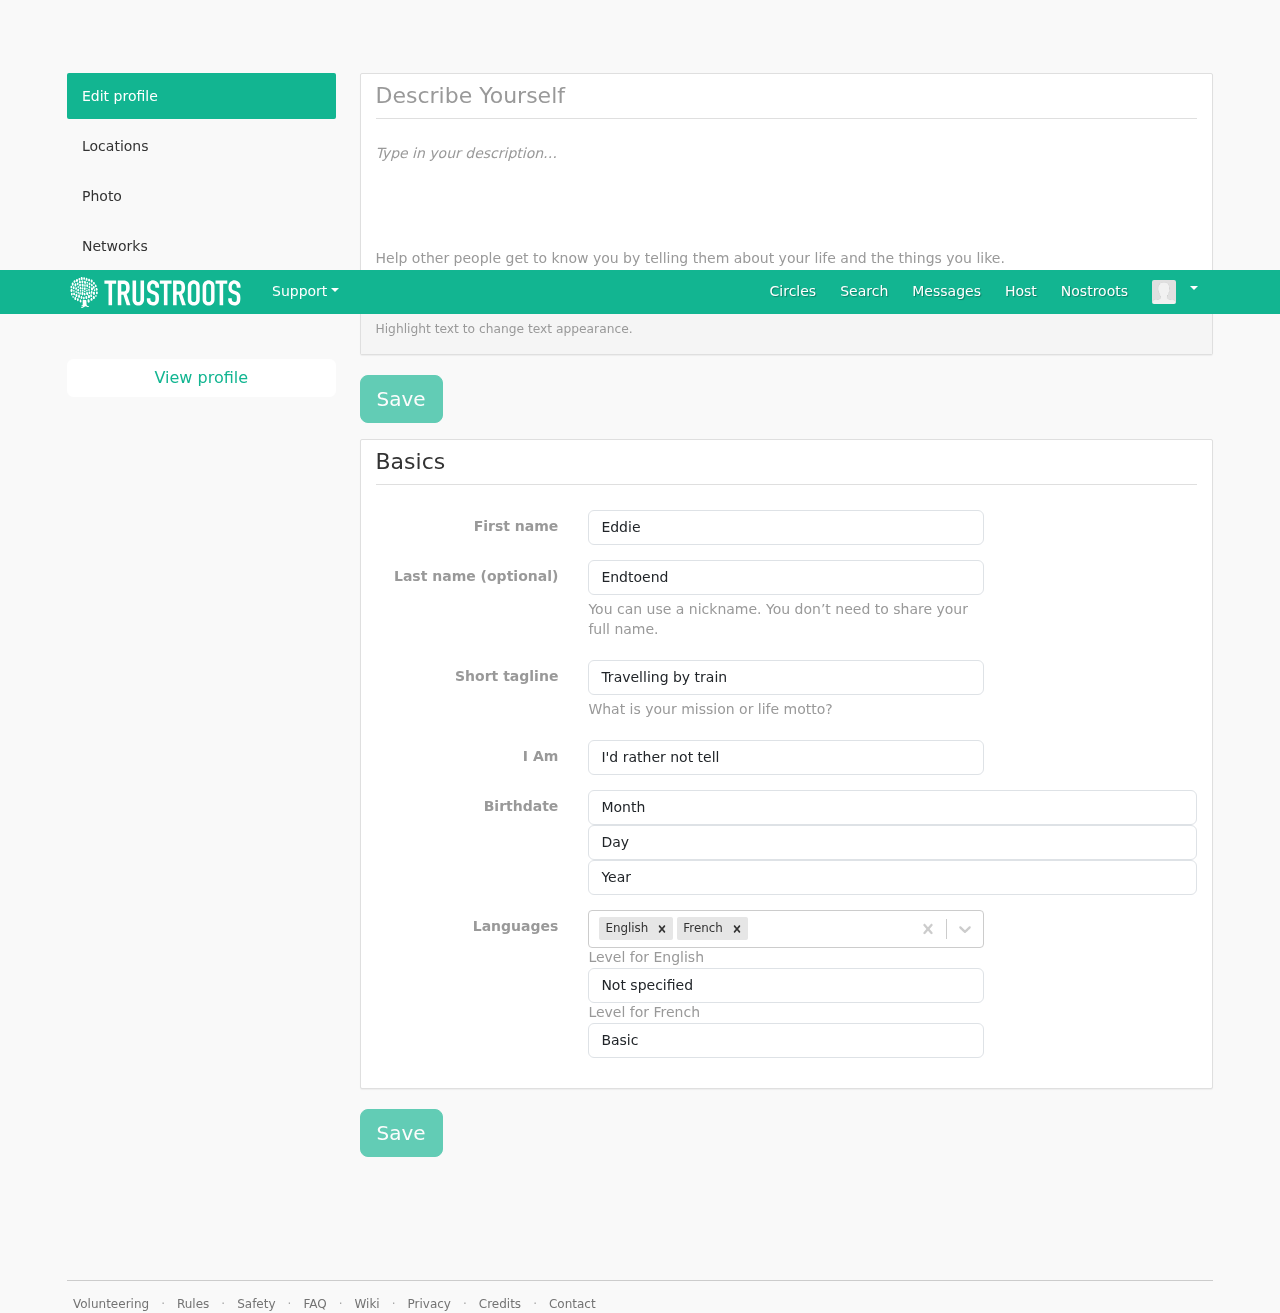 Edit profile
Locations
Photo
Networks
View profile
Describe Yourself
Type in your description…
Help other people get to know you by telling them about your life and the things you like.
TRUSTROOTS
Support
Circles
Search
Messages
Host
Nostroots
Highlight text to change text appearance.
Save
Basics
First name
Eddie
Last name (optional)
Endtoend
You can use a nickname. You don’t need to share your
full name.
Short tagline
Travelling by train
What is your mission or life motto?
I Am
I'd rather not tell
Birthdate
Month
Day
Year
Languages
English
French
Level for English
Not specified
Level for French
Basic
Save
Volunteering · Rules · Safety · FAQ · Wiki · Privacy · Credits · Contact